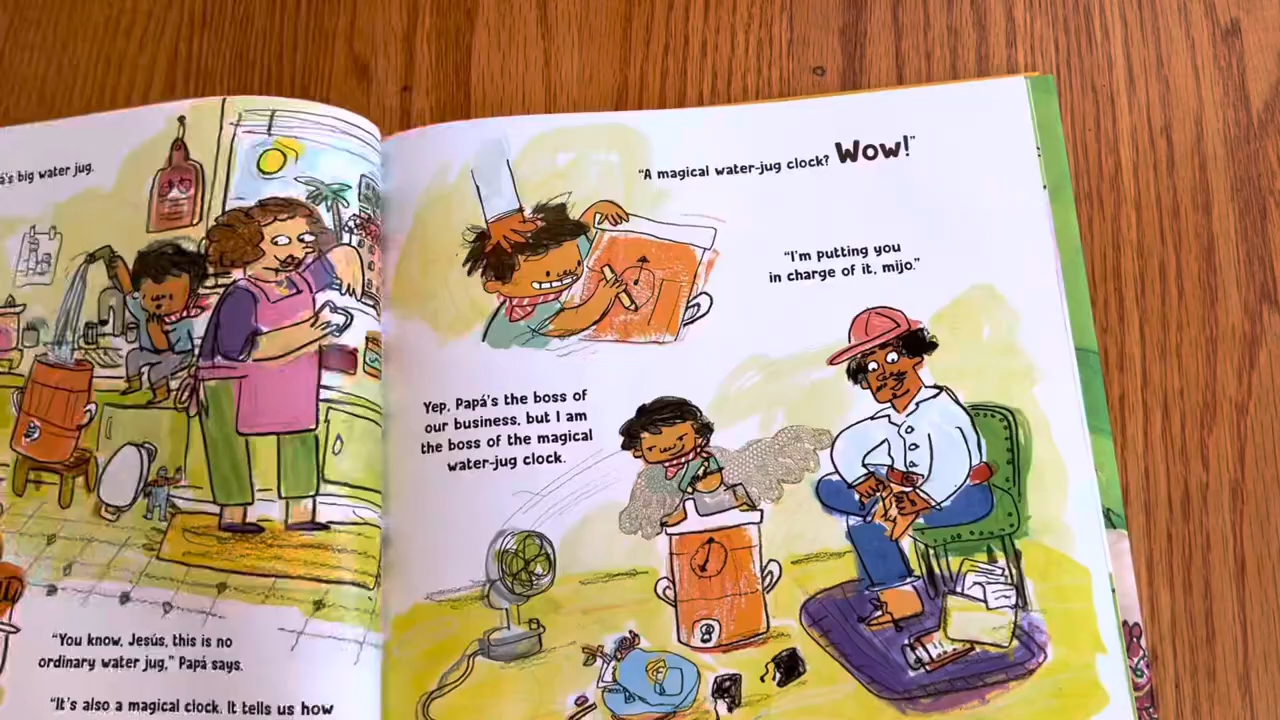 á's big water jug.
"You know, Jesús, this is no
ordinary water jug," Papá says.
"It's also a magical clock. It tells us how
"A magical water-jug clock? Wow!"
"I'm putting you
in charge of it, mijo."
Yep, Papá's the boss of
our business, but I am
the boss of the magical
water-jug clock.